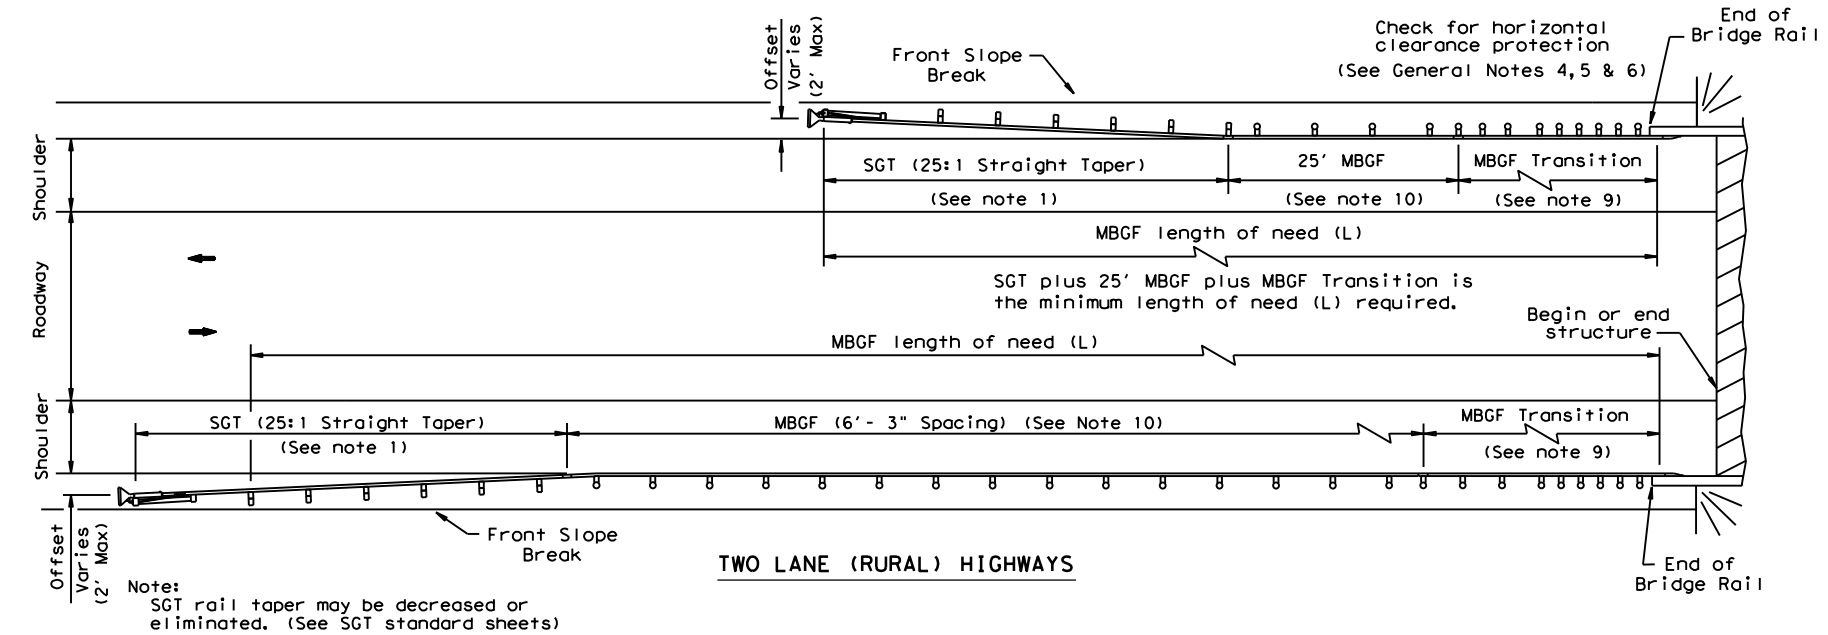 Offset
Varies
(2' Max)
Front Slope
Break
Check for horizontal
clearance protection
(See General Notes 4,5 & 6)
End of
Bridge Rail
Shoulder
SGT (25:1 Straight Taper)
(See note 1)
25' MBGF
(See note 10)
MBGF Transition
(See note 9)
MBGF length of need (L)
SGT plus 25' MBGF plus MBGF Transition is
the minimum length of need (L) required.
Roadway
Begin or end
structure
MBGF length of need (L)
Shoulder
SGT (25:1 Straight Taper)
(See note 1)
MBGF (6'- 3" Spacing) (See Note 10)
MBGF Transition
(See note 9)
Offset
Varies
(2' Max)
Front Slope
Break
TWO LANE (RURAL) HIGHWAYS
End of
Bridge Rail
Note:
SGT rail taper may be decreased or
eliminated. (See SGT standard sheets)